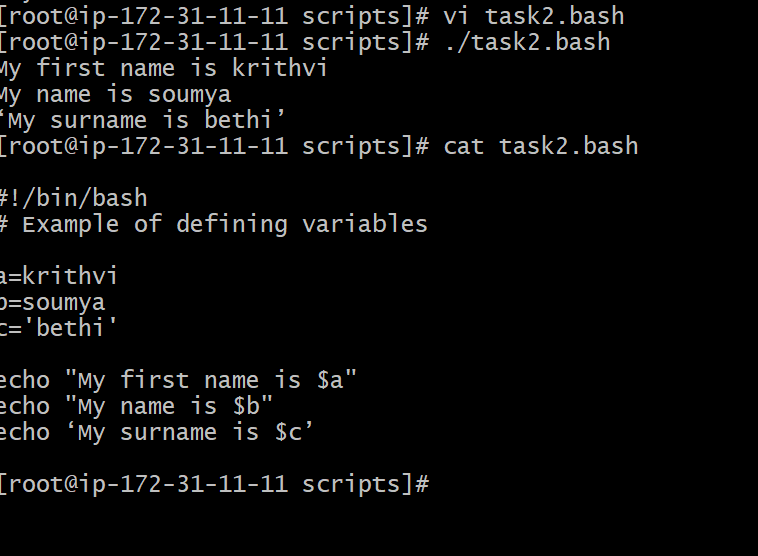 [root@ip-172-31-11-11 scripts]# vi task2.bash
[root@ip-172-31-11-11 scripts]# ./task2.bash
My first name is krithvi
My name is soumya
‘My surname is bethi’
[root@ip-172-31-11-11 scripts]# cat task2.bash
#!/bin/bash
# Example of defining variables
a=krithvi
b=soumya
c='bethi'
echo "My first name is $a"
echo "My name is $b"
echo ‘My surname is $c’
[root@ip-172-31-11-11 scripts]#